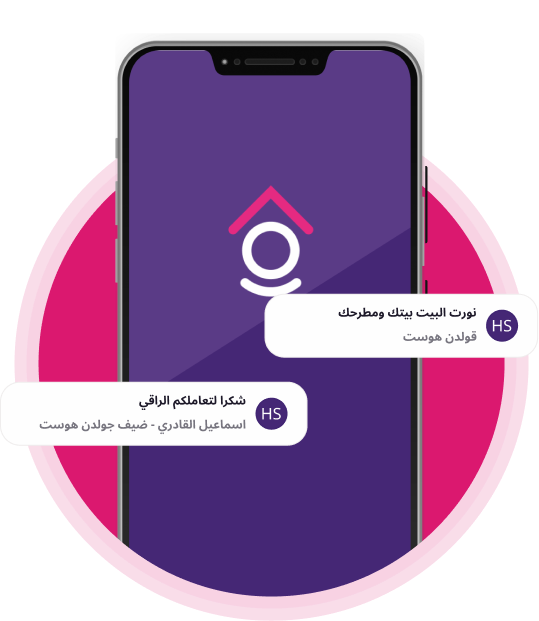 نورت البيت بيتك ومطرحك
قولدن هوست
HS
شكرا لتعاملكم الراقي
اسماعيل القادري - ضيف جولدن هوست
HS